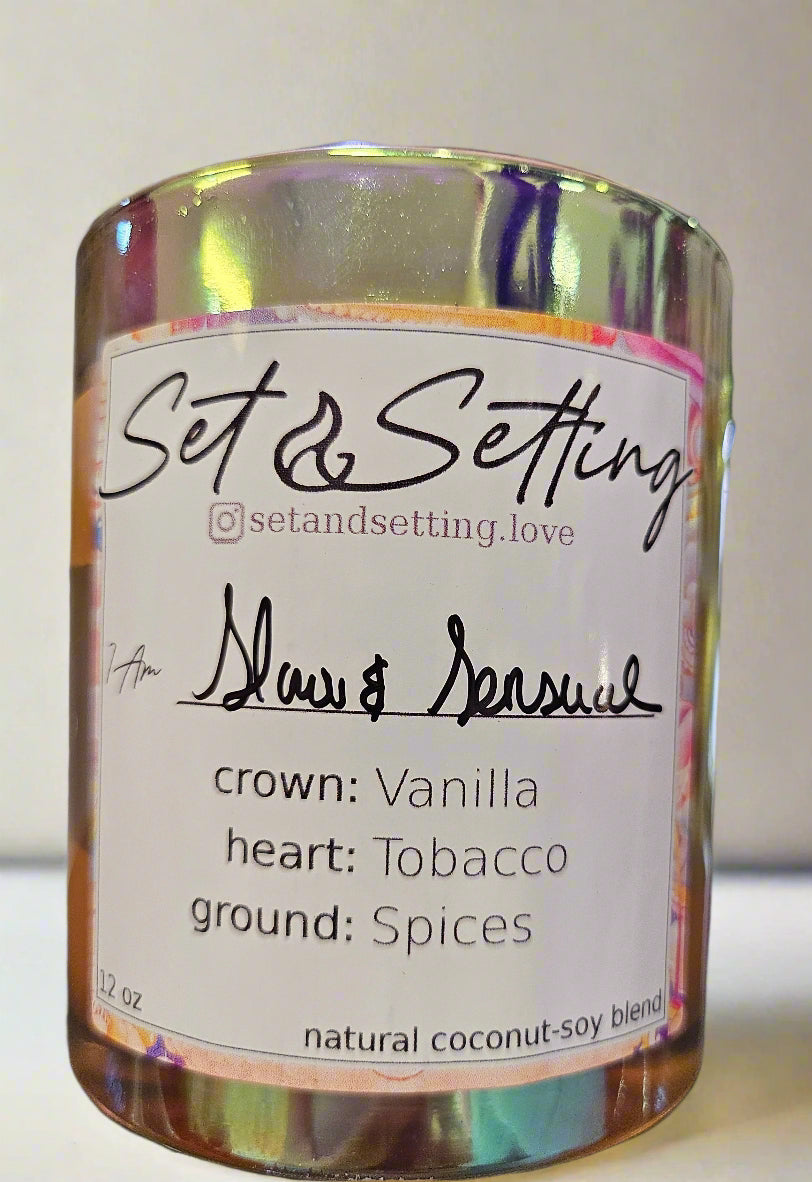 Set & Setting
setandsetting.love
I Am Slow & Sensual
crown: Vanilla
heart: Tobacco
ground: Spices
12 oz
natural coconut-soy blend